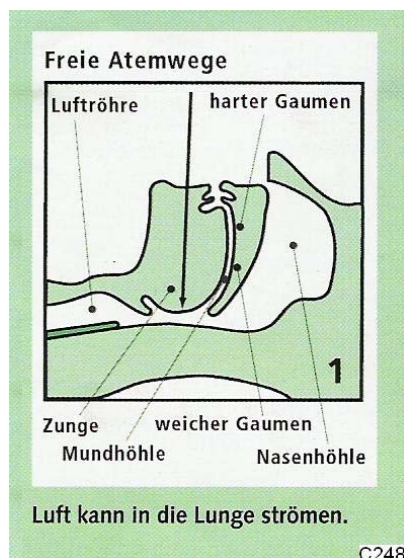 Freie Atemwege
Luftröhre
harter Gaumen
1
Zunge
weicher Gaumen
Mundhöhle
Nasenhöhle
Luft kann in die Lunge strömen.
C248